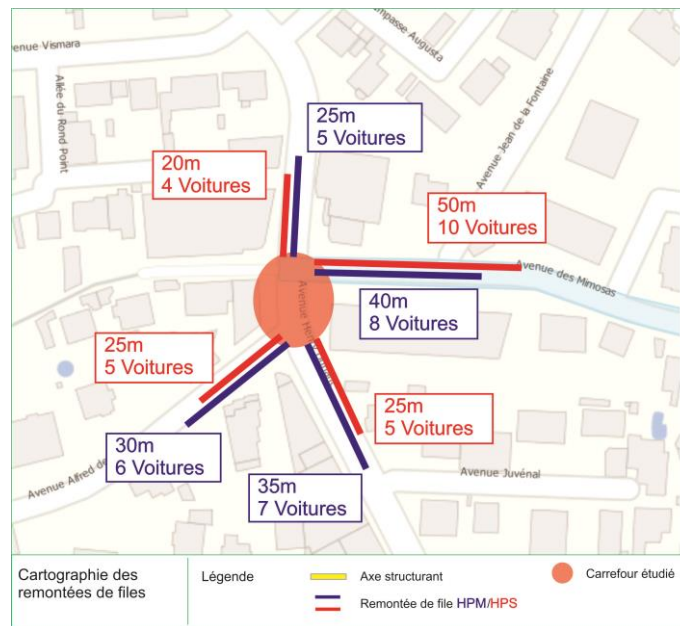 Impasse Augusta
Avenue Vismara
Allée du Rond Point
Avenue Jean de la Fontaine
25m
5 Voitures
20m
4 Voitures
50m
10 Voitures
Avenue des Mimosas
40m
8 Voitures
Avenue
25m
5 Voitures
25m
5 Voitures
30m
6 Voitures
Avenue Alfred de
35m
7 Voitures
Avenue Juvénal
Cartographie des
remontées de files
Légende
Axe structurant
Carrefour étudié
Remontée de file HPM/HPS